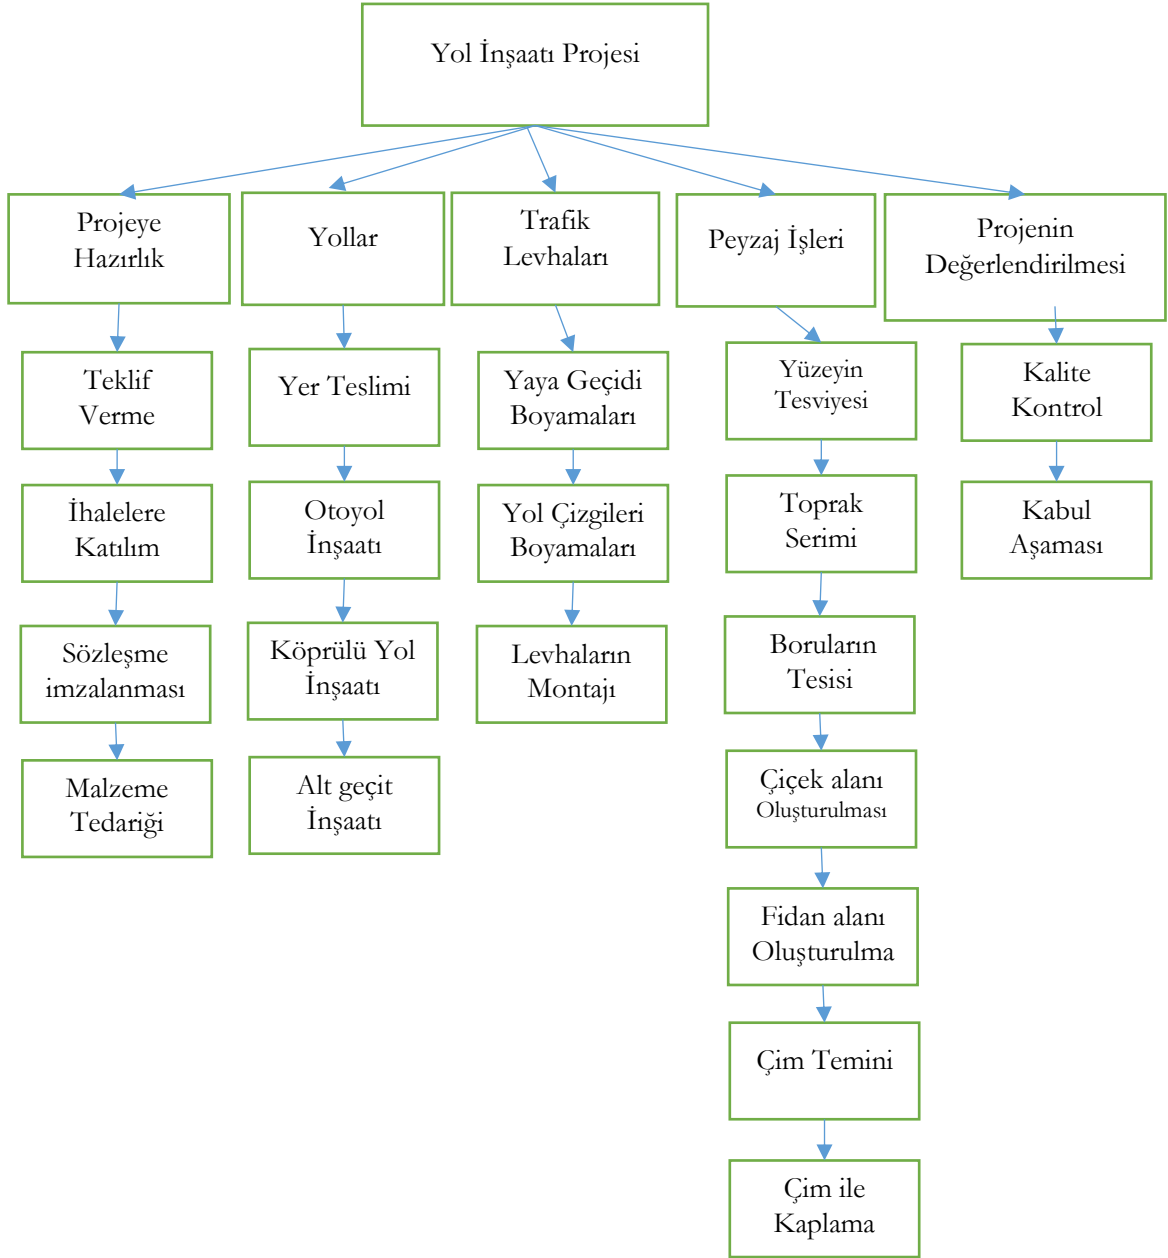 Yol İnşaatı Projesi
Projeye
Hazırlık
Yollar
Trafik
Levhaları
Peyzaj İşleri
Projenin
Değerlendirilmesi
Teklif
Verme
Yer Teslimi
Yaya Geçidi
Boyamaları
Yüzeyin
Tesviyesi
Kalite
Kontrol
İhalelere
Katılım
Otoyol
İnşaatı
Yol Çizgileri
Boyamaları
Toprak
Serimi
Kabul
Aşaması
Sözleşme
imzalanması
Köprülü Yol
İnşaatı
Levhaların
Montajı
Boruların
Tesisi
Malzeme
Tedariği
Alt geçit
İnşaatı
Çiçek alanı
Oluşturulması
Fidan alanı
Oluşturulma
Çim Temini
Çim ile
Kaplama